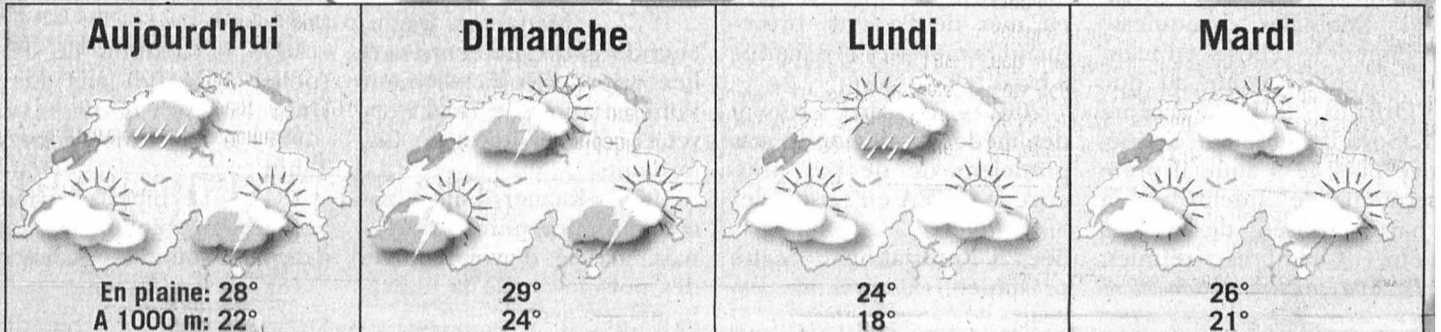 Aujourd'hui
Dimanche
Lundi
Mardi
En plaine: 28°
A 1000 m: 22°
29°
24°
24°
18°
26°
21°